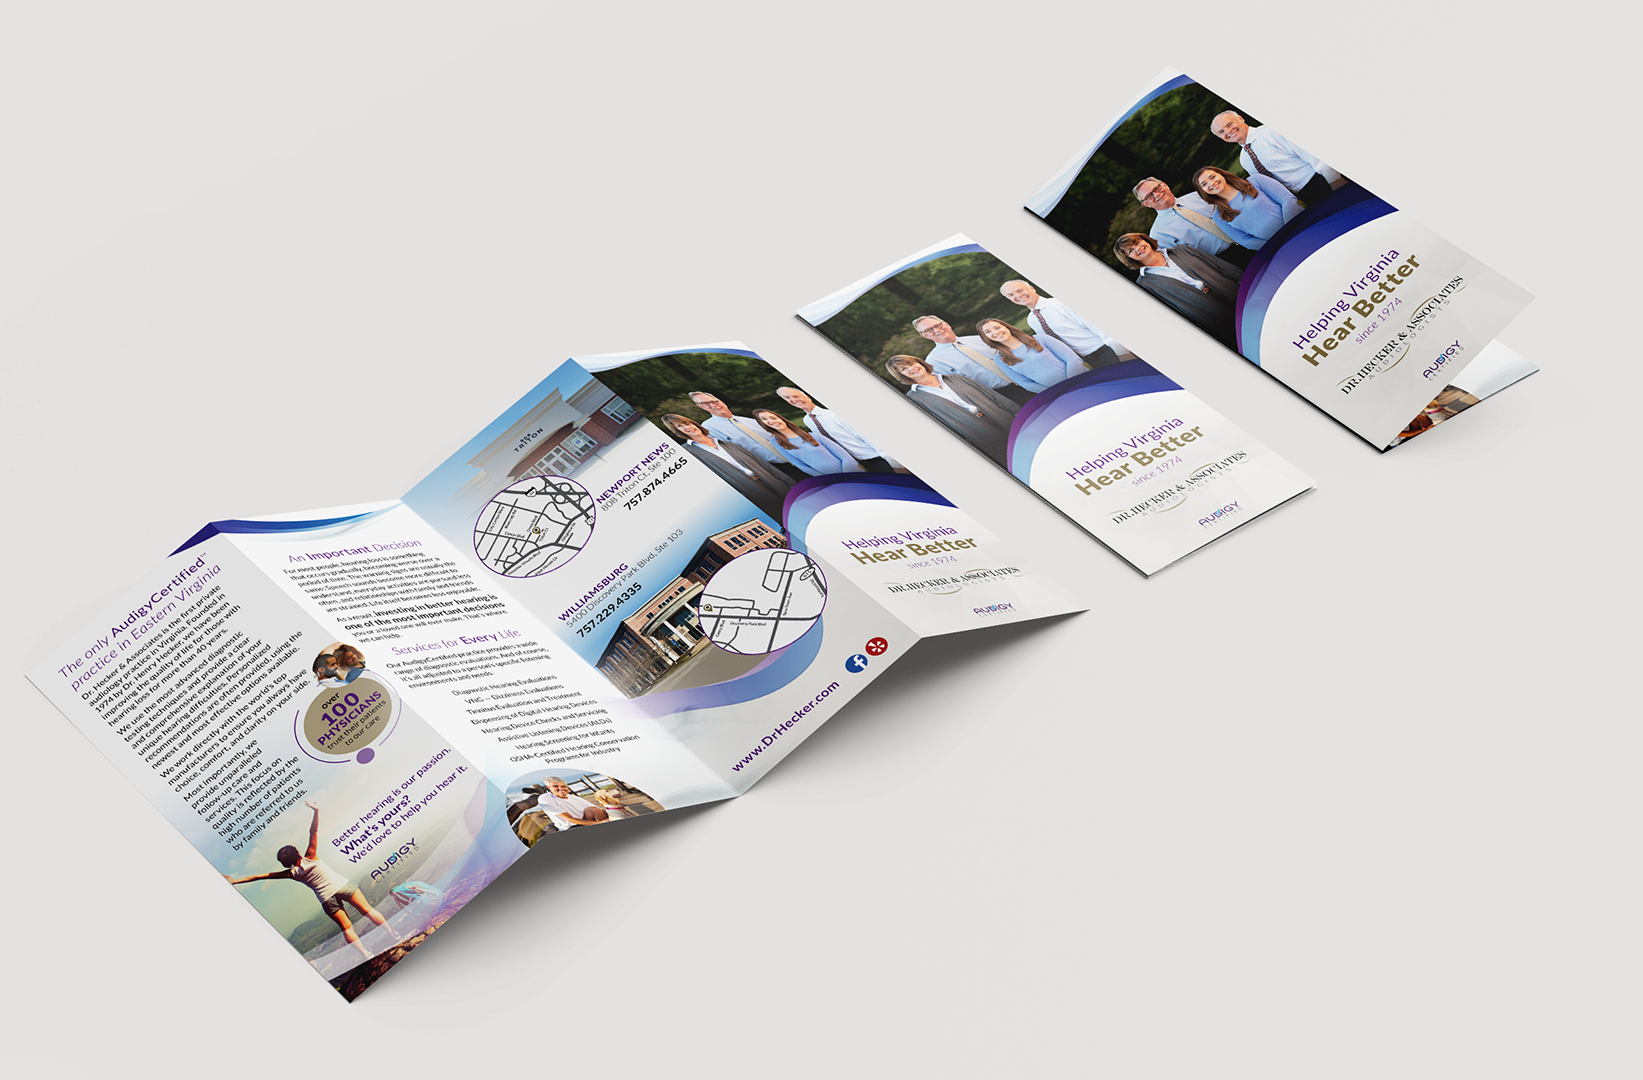 The only AudigyCertified™
practice in Eastern Virginia
Dr. Hecker & Associates is the first private
audiology practice in Virginia. Founded in
1974 by Dr. Henry Hecker, we have been
improving the quality of life for those with
hearing loss for more than 40 years.
We use the most advanced diagnostic
testing techniques and provide a clear
and comprehensive explanation to your
unique hearing difficulties. Personalized
recommendations are often provided using the
newest and most effective options available.
We work directly with the world's top
manufacturers to ensure you always have
choice, comfort, and clarity on your side.
Most importantly, we
provide unparalleled
follow-up care and
services. This focus on
quality is reflected by the
high number of patients
who are referred to us
by family and friends.
over
100
PHYSICIANS
trust their patients
to our care
Better hearing is our passion.
What's yours?
We'd love to help you hear it.
AUDIGY
CERTIFIED
An Important Decision
For most people, hearing loss is something
that occurs gradually, becoming worse over a
period of time. The warning signs are usually the
same: Speech sounds become more difficult to
understand, everyday activities are pursued less
often, and relationships with family and friends
are strained. Life itself becomes less enjoyable.
As a result, investing in better hearing is
one of the most important decisions
you or a loved one will ever make. That's where
we can help.
Services for Every Life
Our AudigyCertified practice provides a wide
range of diagnostic evaluations. And of course,
it's all adjusted to a person's specific listening
environments and needs.
Diagnostic Hearing Evaluations
VNG – Dizziness Evaluations
Tinnitus Evaluation and Treatment
Dispensing of Digital Hearing Devices
Hearing Device Checks and Servicing
Assistive Listening Devices (ALDs)
Hearing Screening for Infants
OSHA-Certified Hearing Conservation
Programs for Industry
808
TRITON
NEWPORT NEWS
808 Triton Ct, Ste 100
757.874.4665
WILLIAMSBURG
5400 Discovery Park Blvd, Ste 103
757.229.4335
Discovery Park Blvd
www.DrHecker.com
Helping Virginia
Hear Better
since 1974
DR. HECKER & ASSOCIATES
AUDIOLOGISTS
AUDIGY
CERTIFIED
Helping Virginia
Hear Better
since 1974
DR. HECKER & ASSOCIATES
AUDIOLOGISTS
AUDIGY
CERTIFIED
Helping Virginia
Hear Better
since 1974
DR. HECKER & ASSOCIATES
AUDIOLOGISTS
AUDIGY
CERTIFIED